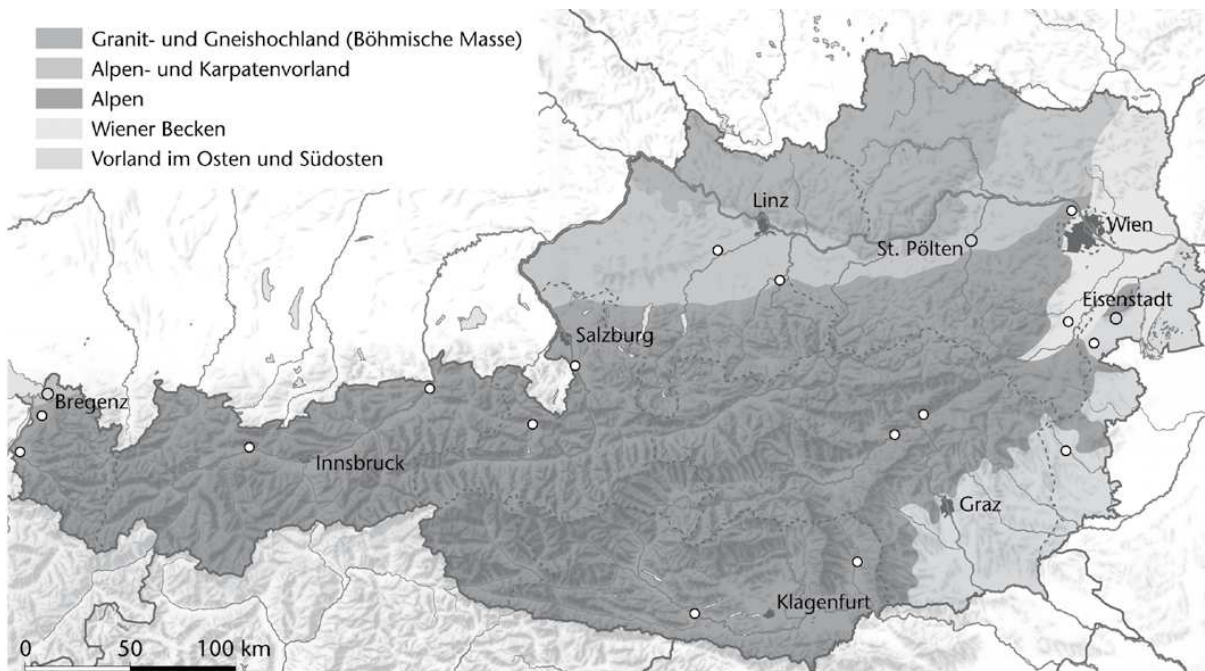 Granit- und Gneishochland (Böhmische Masse)
Alpen- und Karpatenvorland
Alpen
Wiener Becken
Vorland im Osten und Südosten
Linz
Wien
St. Pölten
Eisenstadt
Salzburg
Bregenz
Innsbruck
Graz
Klagenfurt
0 50 100 km